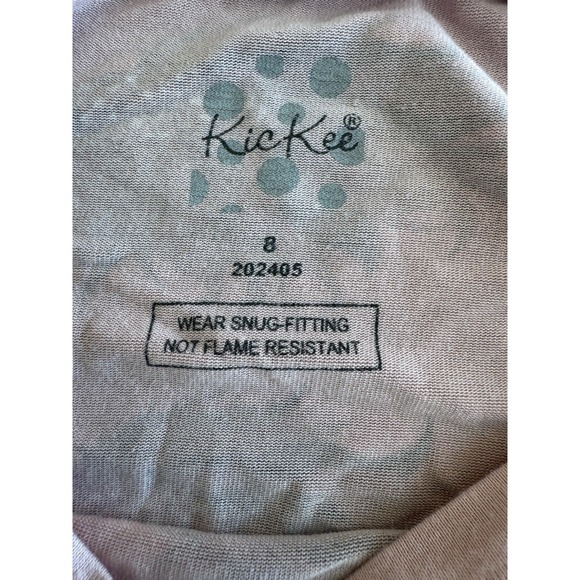 KicKee®
8
202405
WEAR SNUG-FITTING
NOT FLAME RESISTANT